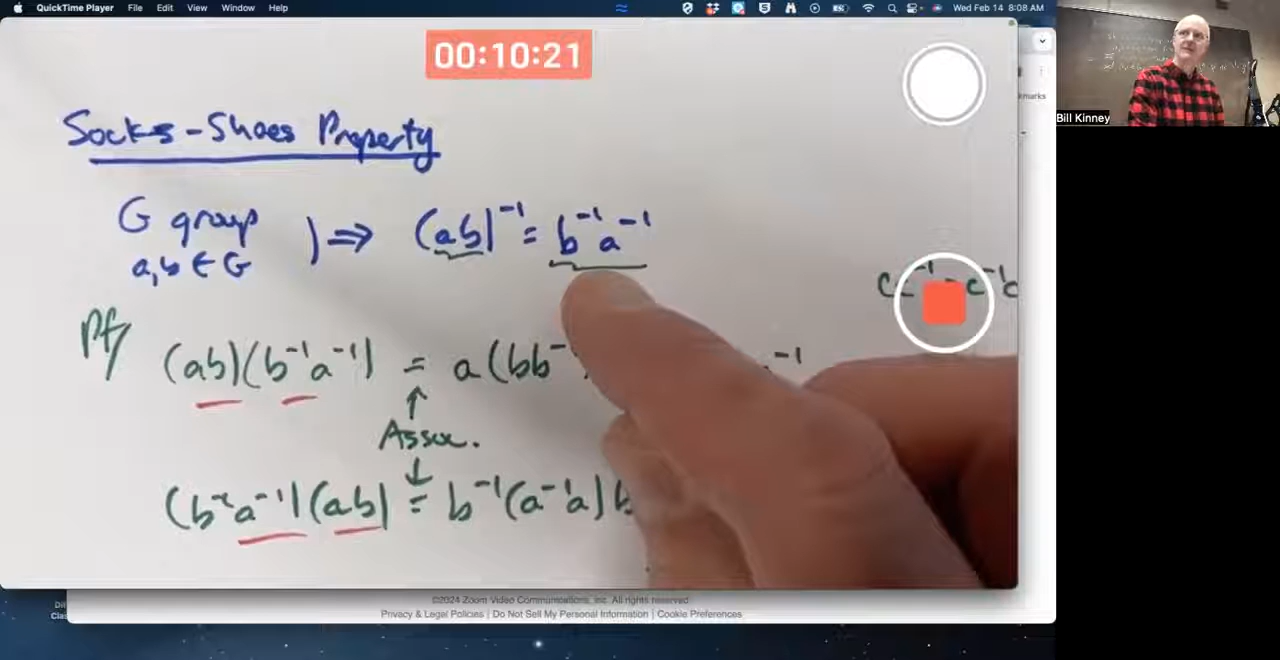 QuickTime Player File Edit View Window Help
Wed Feb 14 8:08 AM
00:10:21
Bill Kinney
Socks-Shoes Property
G group
a,b ∈ G
) ⇒ (ab)⁻¹ = b⁻¹a⁻¹
cc⁻¹ = c⁻¹c
Pf/ (ab)(b⁻¹a⁻¹) = a(bb⁻
⁻¹
Assoc.
(b⁻¹a⁻¹)(ab) = b⁻¹(a⁻¹a)b
©2024 Zoom Video Communications, Inc. All rights reserved.
Privacy & Legal Policies | Do Not Sell My Personal Information | Cookie Preferences